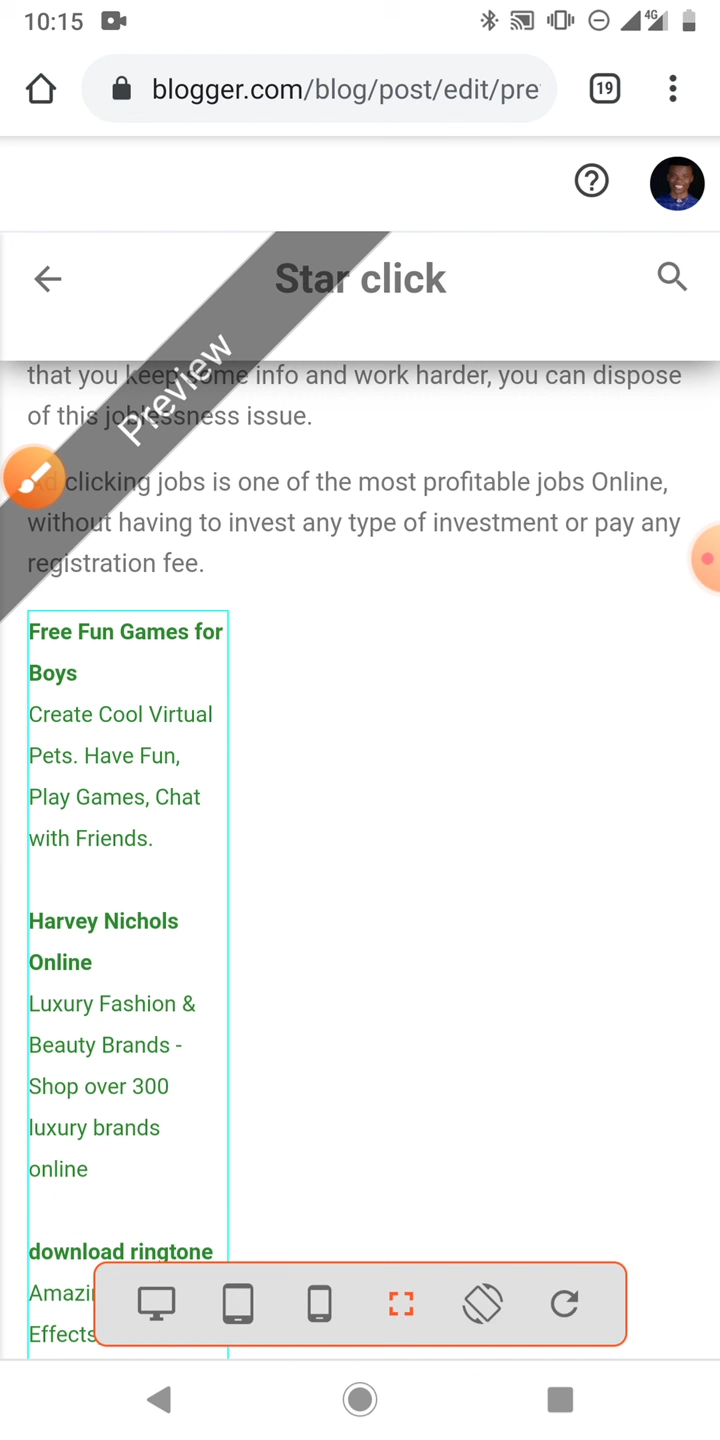 10:15
4G
blogger.com/blog/post/edit/pre
19
Star click
Preview
that you keep some info and work harder, you can dispose
of this joblessness issue.
clicking jobs is one of the most profitable jobs Online,
without having to invest any type of investment or pay any
registration fee.
Free Fun Games for
Boys
Create Cool Virtual
Pets. Have Fun,
Play Games, Chat
with Friends.
Harvey Nichols
Online
Luxury Fashion &
Beauty Brands -
Shop over 300
luxury brands
online
download ringtone
Amazi
Effects